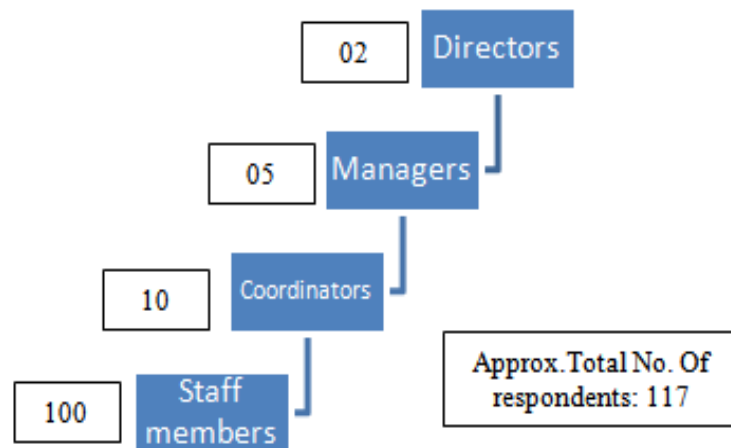 02
Directors
05
Managers
10
Coordinators
Approx.Total No. Of
respondents: 117
100
Staff
members